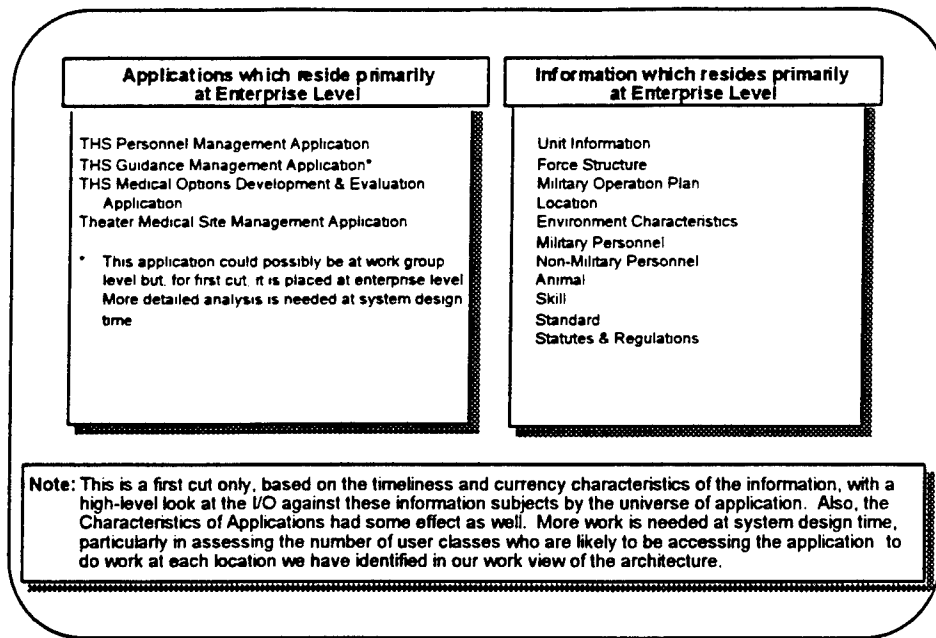 Applications which reside primarily
at Enterprise Level
THS Personnel Management Application
THS Guidance Management Application*
THS Medical Options Development & Evaluation
Application
Theater Medical Site Management Application
* This application could possibly be at work group
level but, for first cut, it is placed at enterprise level
More detailed analysis is needed at system design
time
Information which resides primarily
at Enterprise Level
Unit Information
Force Structure
Military Operation Plan
Location
Environment Characteristics
Military Personnel
Non-Military Personnel
Animal
Skill
Standard
Statutes & Regulations
Note: This is a first cut only, based on the timeliness and currency characteristics of the information, with a
high-level look at the I/O against these information subjects by the universe of application. Also, the
Characteristics of Applications had some effect as well. More work is needed at system design time,
particularly in assessing the number of user classes who are likely to be accessing the application to
do work at each location we have identified in our work view of the architecture.